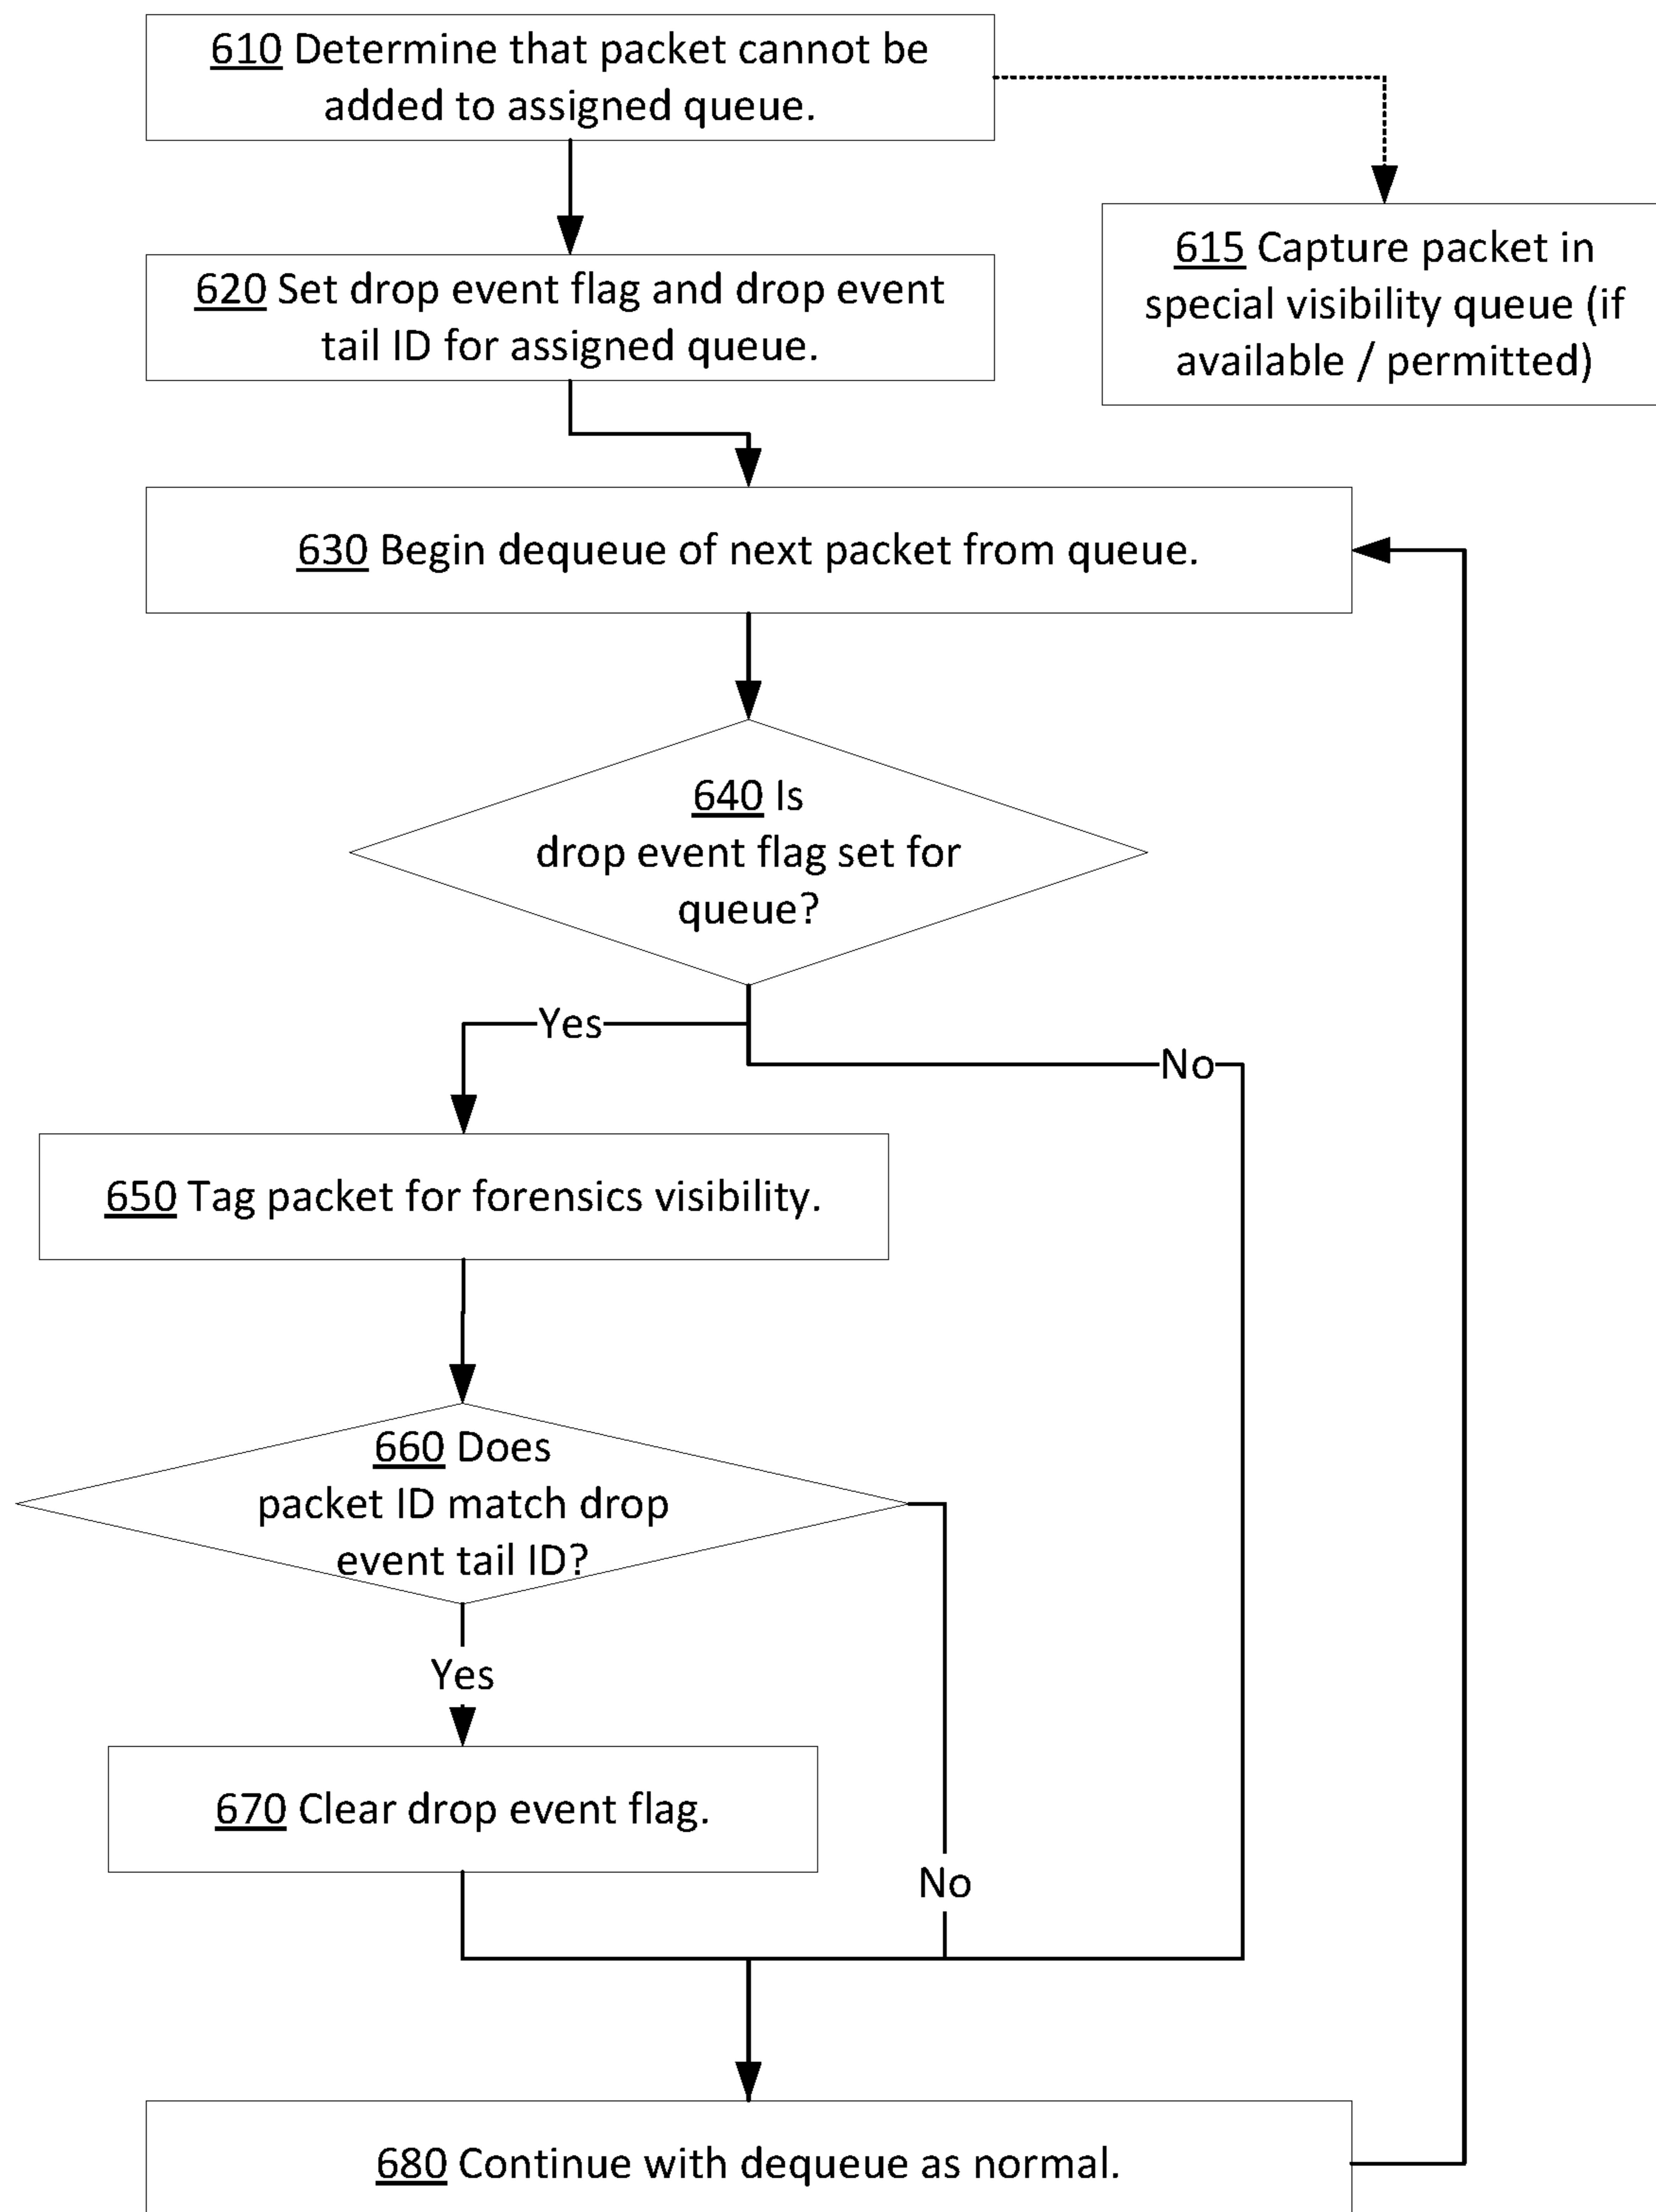 610 Determine that packet cannot be
added to assigned queue.
615 Capture packet in
special visibility queue (if
available / permitted)
620 Set drop event flag and drop event
tail ID for assigned queue.
630 Begin dequeue of next packet from queue.
640 Is
drop event flag set for
queue?
Yes
No
650 Tag packet for forensics visibility.
660 Does
packet ID match drop
event tail ID?
Yes
670 Clear drop event flag.
No
680 Continue with dequeue as normal.